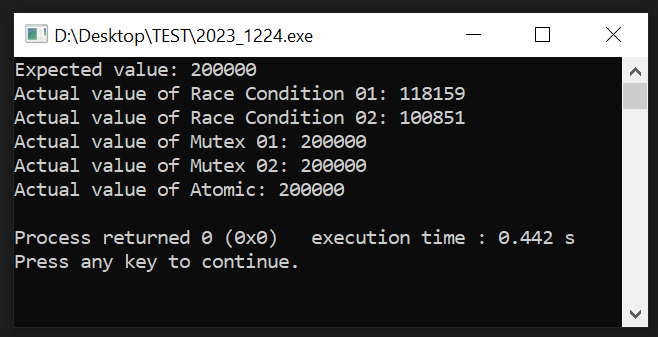 D:\Desktop\TEST\2023_1224.exe
Expected value: 200000
Actual value of Race Condition 01: 118159
Actual value of Race Condition 02: 100851
Actual value of Mutex 01: 200000
Actual value of Mutex 02: 200000
Actual value of Atomic: 200000
Process returned 0 (0x0)   execution time : 0.442 s
Press any key to continue.